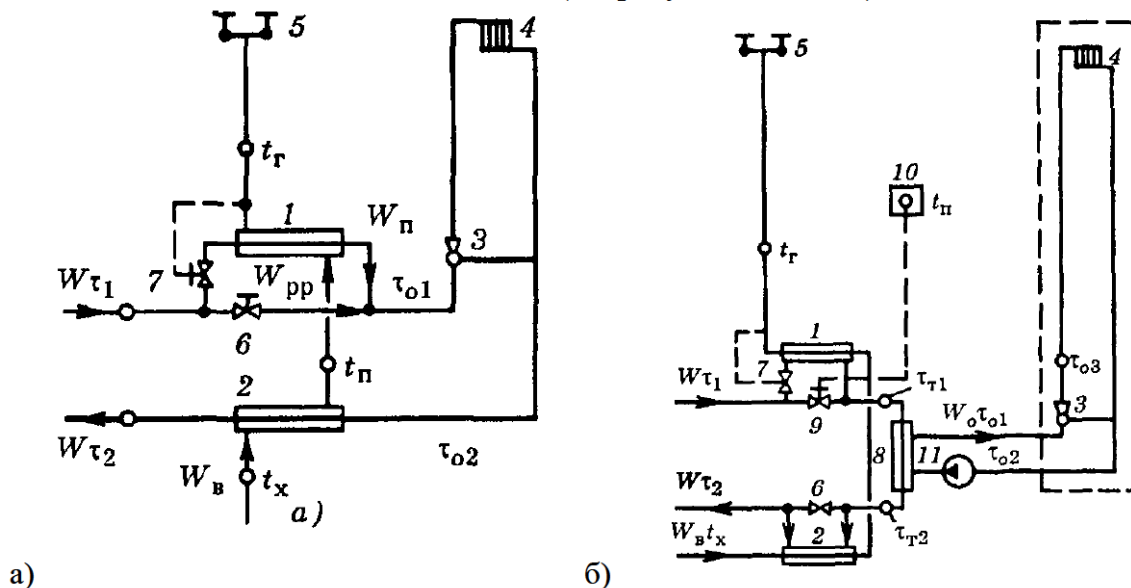 5
4
t_г
1
W_п
3
7
W_рр
τ_о1
Wτ_1
6
t_п
2
Wτ_2
τ_о2
W_в
t_х
а)
а)
5
4
10
t_п
t_г
1
τ_о3
7
Wτ_1
τ_т1
3
9
W_оτ_о1
8
11
τ_о2
Wτ_2
6
τ_т2
W_вt_х
2
б)